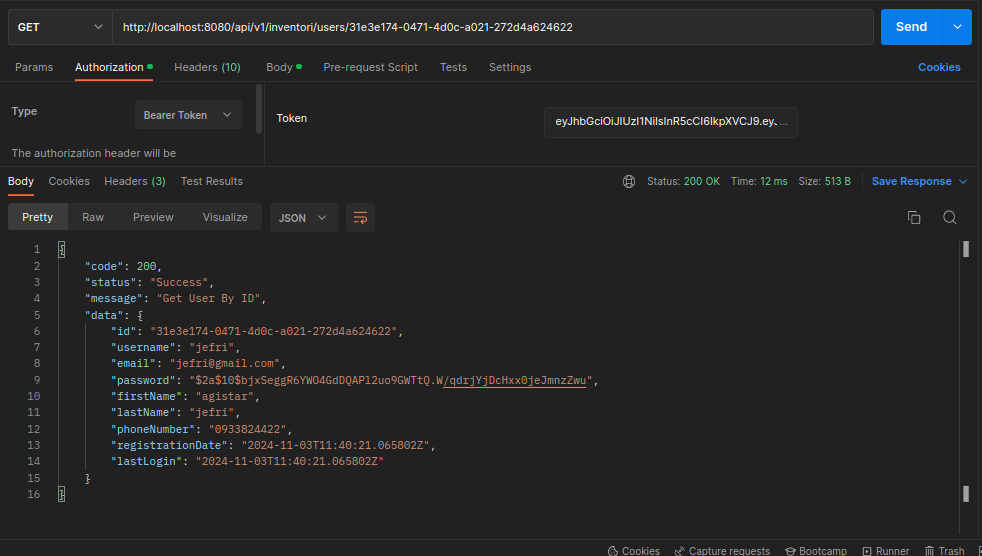 GET http://localhost:8080/api/v1/inventori/users/31e3e174-0471-4d0c-a021-272d4a624622 Send
Params Authorization Headers (10) Body Pre-request Script Tests Settings Cookies
Type Bearer Token Token eyJhbGciOiJIUzI1NiIsInR5cCI6IkpXVCJ9.ey. ...
The authorization header will be
Body Cookies Headers (3) Test Results Status: 200 OK Time: 12 ms Size: 513 B Save Response
Pretty Raw Preview Visualize JSON
1 {
2 "code": 200,
3 "status": "Success",
4 "message": "Get User By ID",
5 "data": {
6 "id": "31e3e174-0471-4d0c-a021-272d4a624622",
7 "username": "jefri",
8 "email": "jefri@gmail.com",
9 "password": "$2a$10$bjxSeggR6YWO4GdDQAPl2uo9GWTtQ.W/qdrjYjDcHxx0jeJmnzZwu",
10 "firstName": "agistar",
11 "lastName": "jefri",
12 "phoneNumber": "0933824422",
13 "registrationDate": "2024-11-03T11:40:21.065802Z",
14 "lastLogin": "2024-11-03T11:40:21.065802Z"
15 }
16 }
Cookies Capture requests Bootcamp Runner Trash